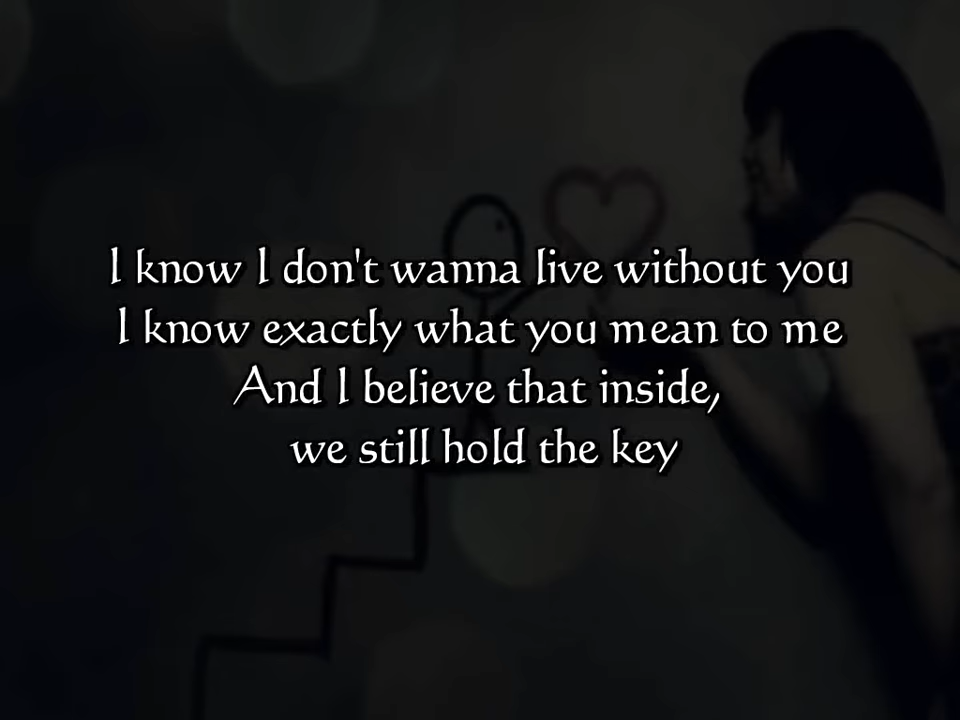 I know I don't wanna live without you
I know exactly what you mean to me
And I believe that inside,
we still hold the key